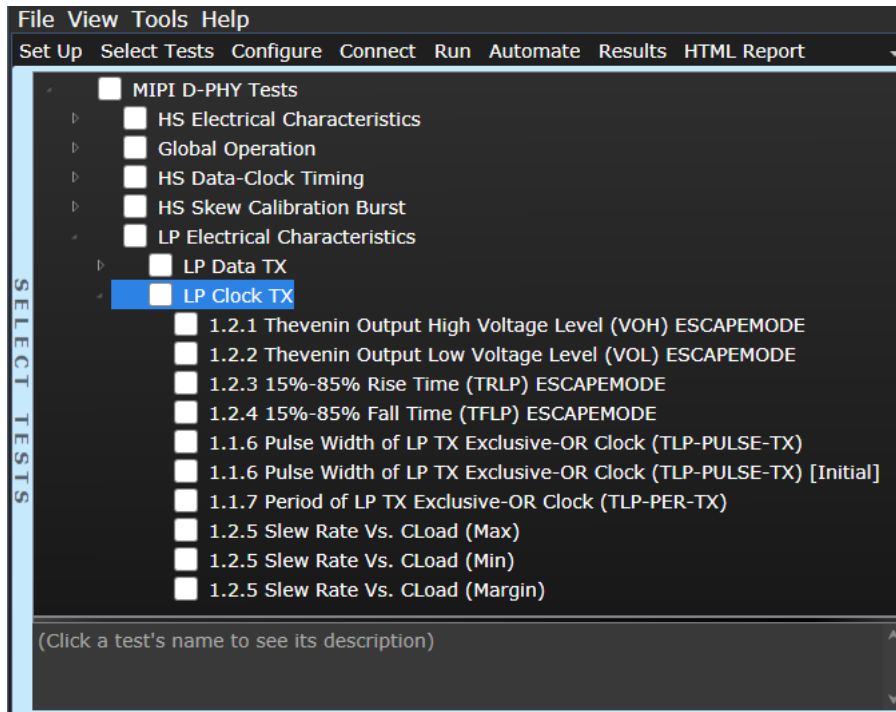 File View Tools Help
Set Up Select Tests Configure Connect Run Automate Results HTML Report
SELECT TESTS
MIPI D-PHY Tests
HS Electrical Characteristics
Global Operation
HS Data-Clock Timing
HS Skew Calibration Burst
LP Electrical Characteristics
LP Data TX
LP Clock TX
1.2.1 Thevenin Output High Voltage Level (VOH) ESCAPEMODE
1.2.2 Thevenin Output Low Voltage Level (VOL) ESCAPEMODE
1.2.3 15%-85% Rise Time (TRLP) ESCAPEMODE
1.2.4 15%-85% Fall Time (TFLP) ESCAPEMODE
1.1.6 Pulse Width of LP TX Exclusive-OR Clock (TLP-PULSE-TX)
1.1.6 Pulse Width of LP TX Exclusive-OR Clock (TLP-PULSE-TX) [Initial]
1.1.7 Period of LP TX Exclusive-OR Clock (TLP-PER-TX)
1.2.5 Slew Rate Vs. CLoad (Max)
1.2.5 Slew Rate Vs. CLoad (Min)
1.2.5 Slew Rate Vs. CLoad (Margin)
(Click a test's name to see its description)